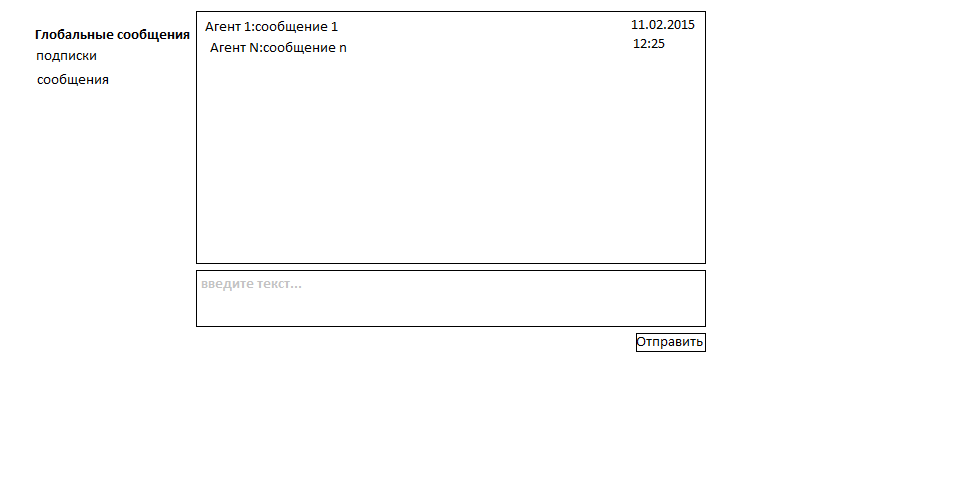 Глобальные сообщения
подписки
сообщения
Агент 1:сообщение 1
11.02.2015
Агент N:сообщение n
12:25
введите текст...
Отправить